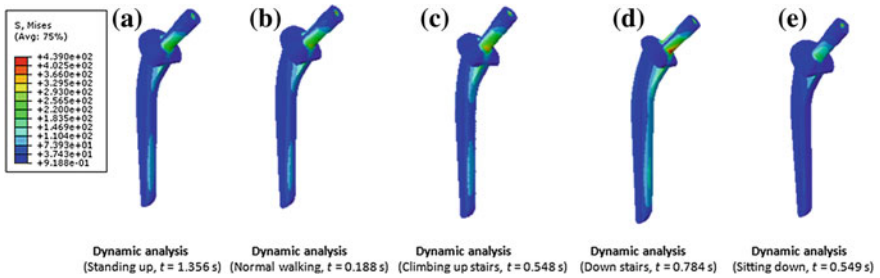 (a)
(b)
(c)
(d)
(e)
S, Mises
(Avg: 75%)
+4.390e+02
+4.025e+02
+3.660e+02
+3.295e+02
+2.930e+02
+2.565e+02
+2.200e+02
+1.835e+02
+1.469e+02
+1.104e+02
+7.393e+01
+3.743e+01
+9.188e-01
Dynamic analysis
(Standing up, t = 1.356 s)
Dynamic analysis
(Normal walking, t = 0.188 s)
Dynamic analysis
(Climbing up stairs, t = 0.548 s)
Dynamic analysis
(Down stairs, t = 0.784 s)
Dynamic analysis
(Sitting down, t = 0.549 s)